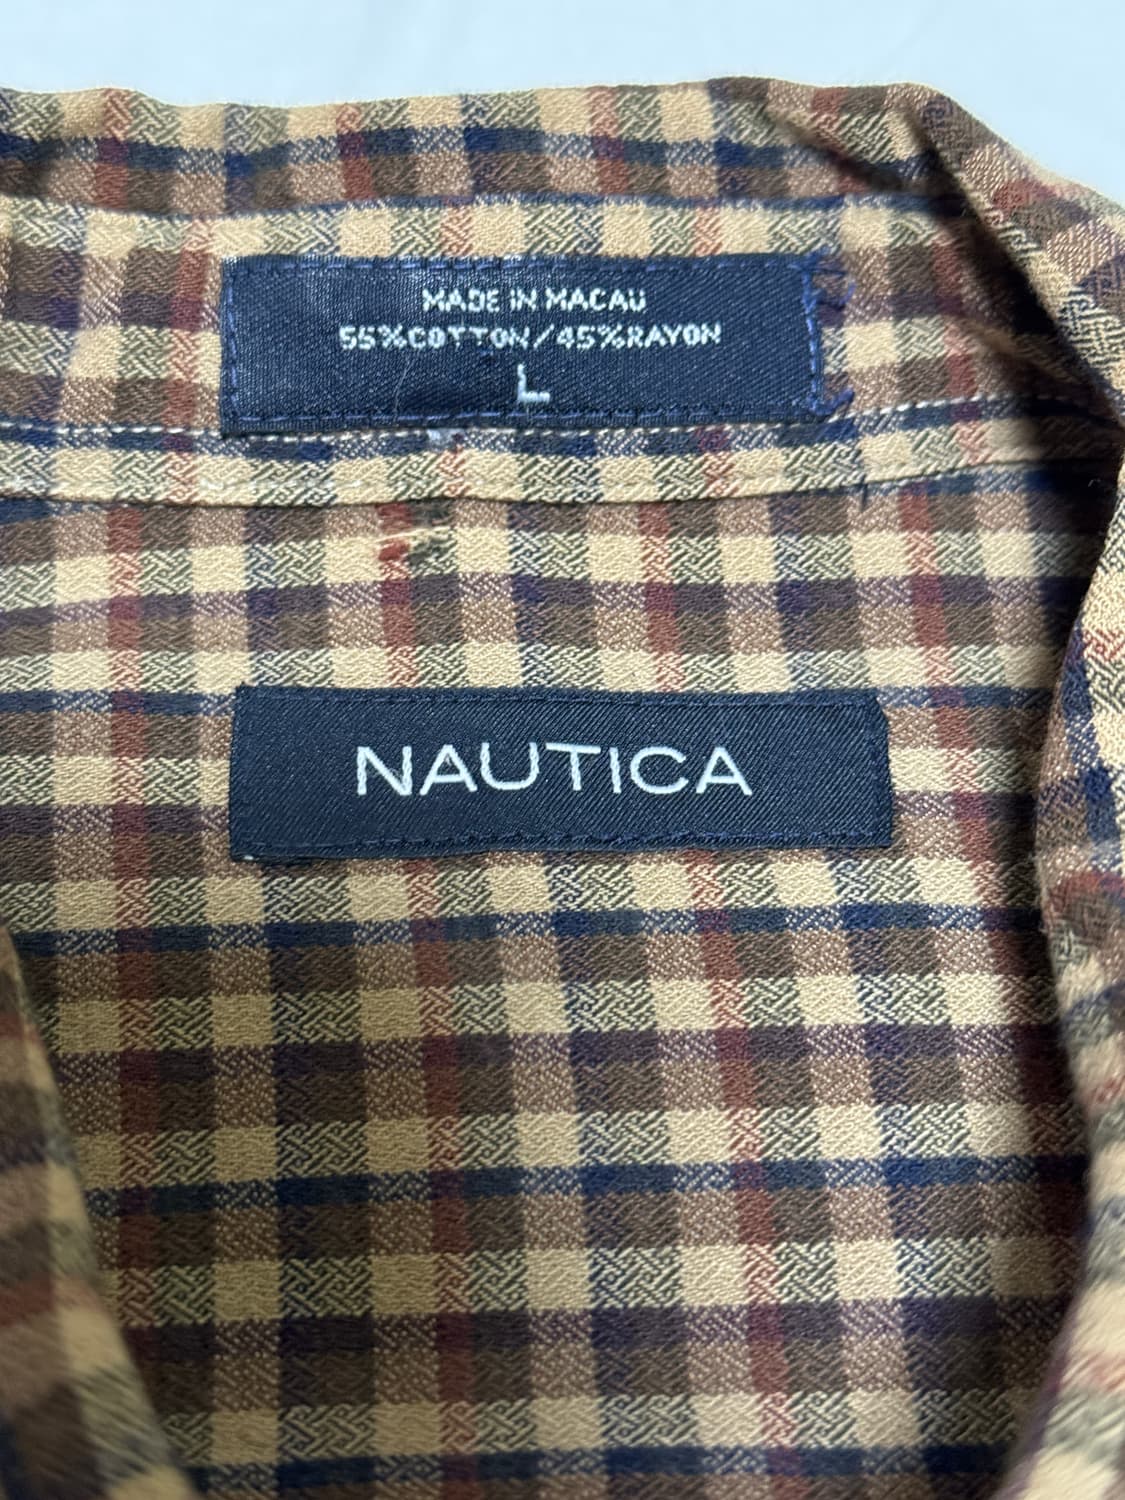 MADE IN MACAU
55%COTTON/45%RAYON
L
NAUTICA